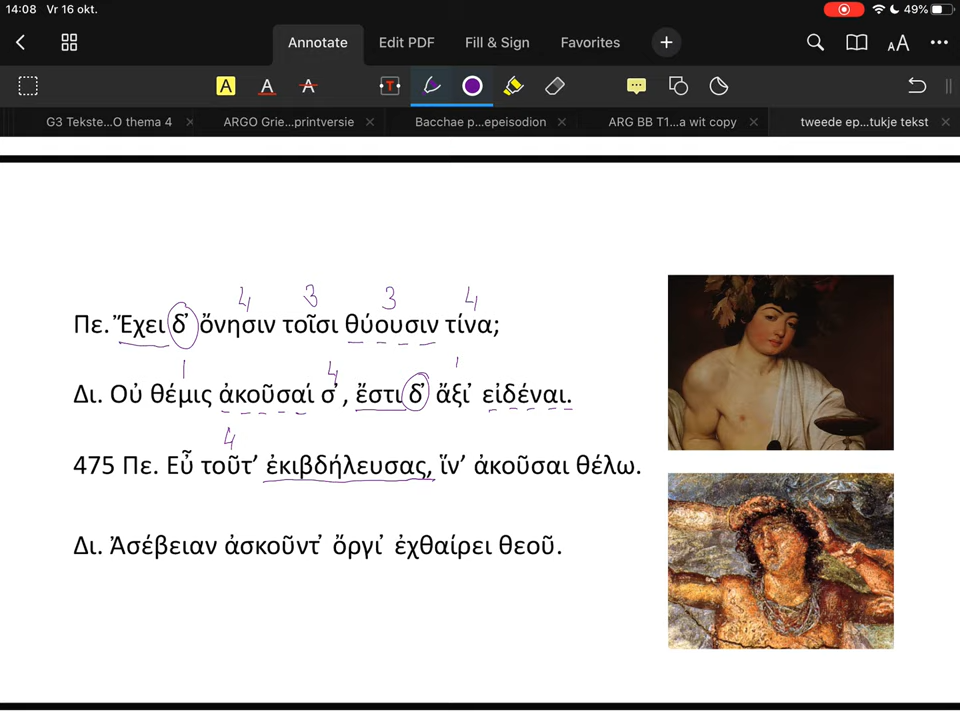 14:08 Vr 16 okt. 49%
Annotate Edit PDF Fill & Sign Favorites
A A A T AA
G3 Tekste...O thema 4 ARGO Grie...printversie Bacchae p...epeisodion ARG BB T1...a wit copy tweede ep...tukje tekst
4 3 3 4
Πε. Ἔχει δ’ ὄνησιν τοῖσι θύουσιν τίνα;
1 4 1
Δι. Οὐ θέμις ἀκοῦσαί σ’, ἔστι δ’ ἄξι’ εἰδέναι.
4
475 Πε. Εὖ τοῦτ’ ἐκιβδήλευσας, ἵν’ ἀκοῦσαι θέλω.
Δι. Ἀσέβειαν ἀσκοῦντ’ ὄργι’ ἐχθαίρει θεοῦ.